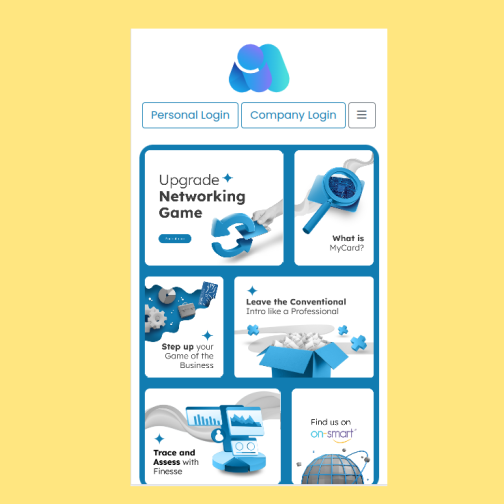 Personal Login
Company Login
Upgrade
Networking
Game
What is
MyCard?
Leave the Conventional
Intro like a Professional
Step up your
Game of the
Business
Trace and
Assess with
Finesse
Find us on
on-smart